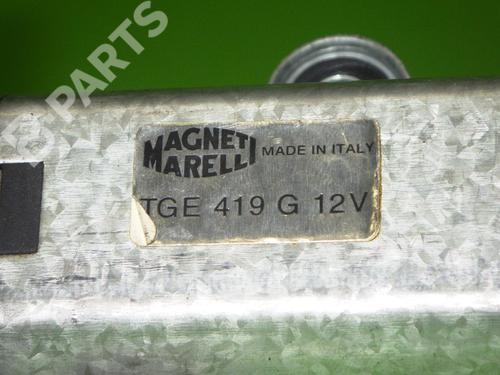 B-PARTS
MAGNETI
MARELLI
MADE IN ITALY
TGE 419 G 12V